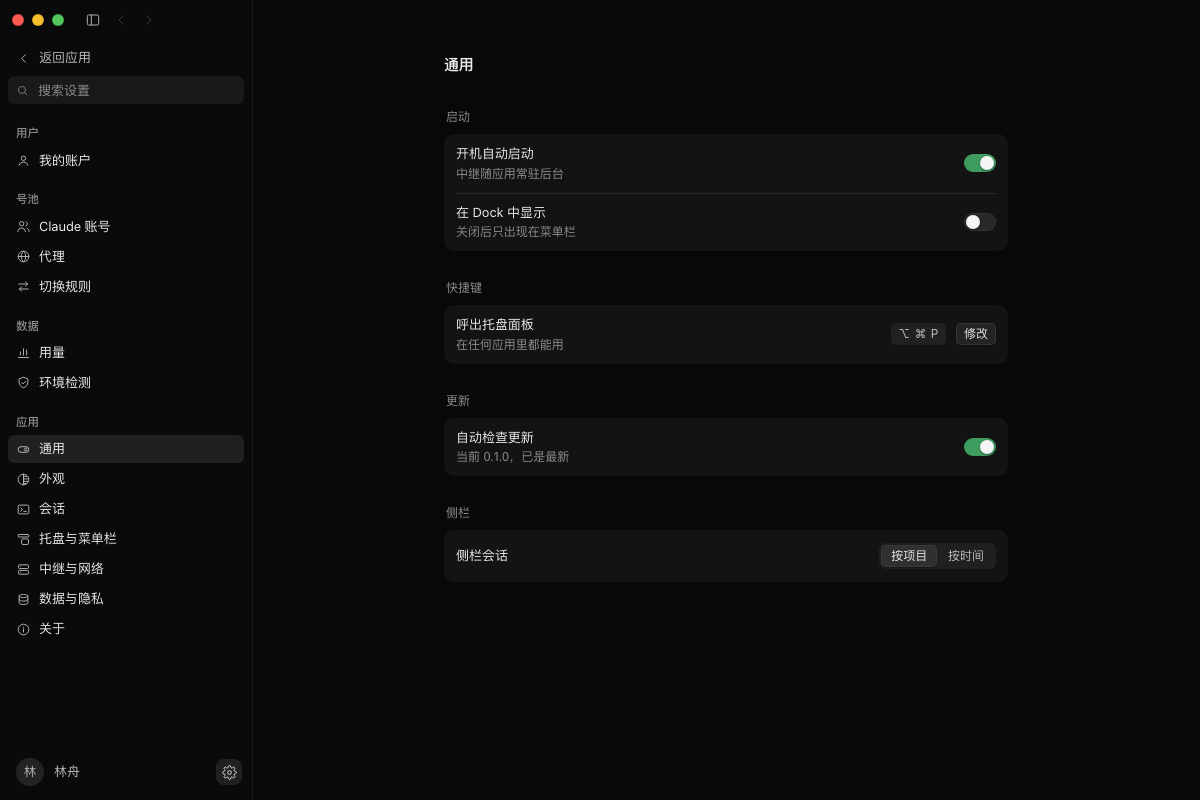 返回应用
搜索设置
用户
我的账户
号池
Claude 账号
代理
切换规则
数据
用量
环境检测
应用
通用
外观
会话
托盘与菜单栏
中继与网络
数据与隐私
关于
林 林舟
通用
启动
开机自动启动
中继随应用常驻后台
在 Dock 中显示
关闭后只出现在菜单栏
快捷键
呼出托盘面板
在任何应用里都能用
⌥ ⌘ P 修改
更新
自动检查更新
当前 0.1.0，已是最新
侧栏
侧栏会话
按项目 按时间